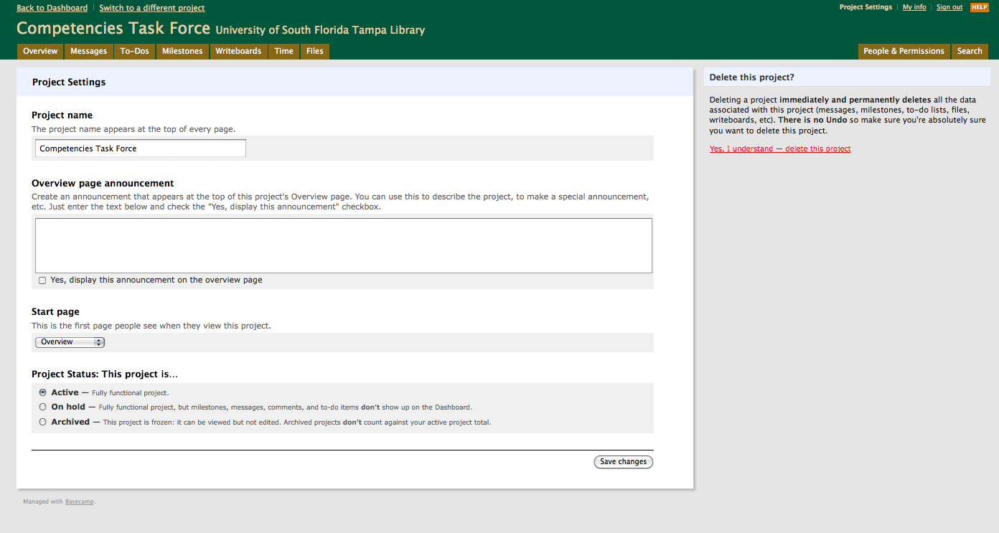 Back to Dashboard | Switch to a different project
Project Settings | My info | Sign out HELP
Competencies Task Force University of South Florida Tampa Library
Overview Messages To-Dos Milestones Writeboards Time Files
People & Permissions Search
Project Settings
Project name
The project name appears at the top of every page.
Competencies Task Force
Overview page announcement
Create an announcement that appears at the top of this project's Overview page. You can use this to describe the project, to make a special announcement,
etc. Just enter the text below and check the "Yes, display this announcement" checkbox.
Yes, display this announcement on the overview page
Start page
This is the first page people see when they view this project.
Overview
Project Status: This project is...
Active — Fully functional project.
On hold — Fully functional project, but milestones, messages, comments, and to-do items don't show up on the Dashboard.
Archived — This project is frozen: it can be viewed but not edited. Archived projects don't count against your active project total.
Save changes
Managed with Basecamp.
Delete this project?
Deleting a project immediately and permanently deletes all the data
associated with this project (messages, milestones, to-do lists, files,
writeboards, etc). There is no Undo so make sure you're absolutely sure
you want to delete this project.
Yes, I understand — delete this project